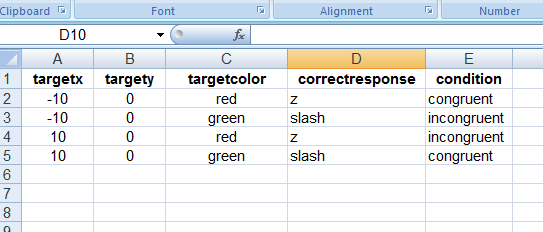 Clipboard Font Alignment Number
D10 fx
A B C D E
1 targetx targety targetcolor correctresponse condition
2 -10 0 red z congruent
3 -10 0 green slash incongruent
4 10 0 red z incongruent
5 10 0 green slash congruent
6
7
8
9